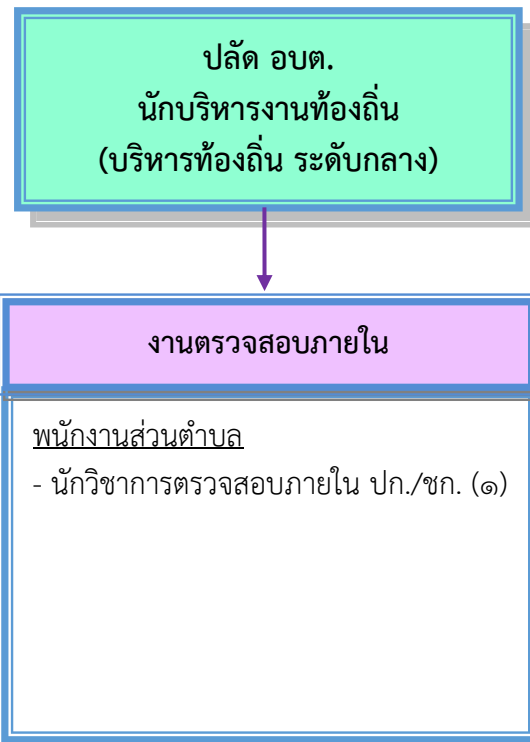 ปลัด อบต.
นักบริหารงานท้องถิ่น
(บริหารท้องถิ่น ระดับกลาง)
งานตรวจสอบภายใน
พนักงานส่วนตำบล
- นักวิชาการตรวจสอบภายใน ปก./ชก. (๑)